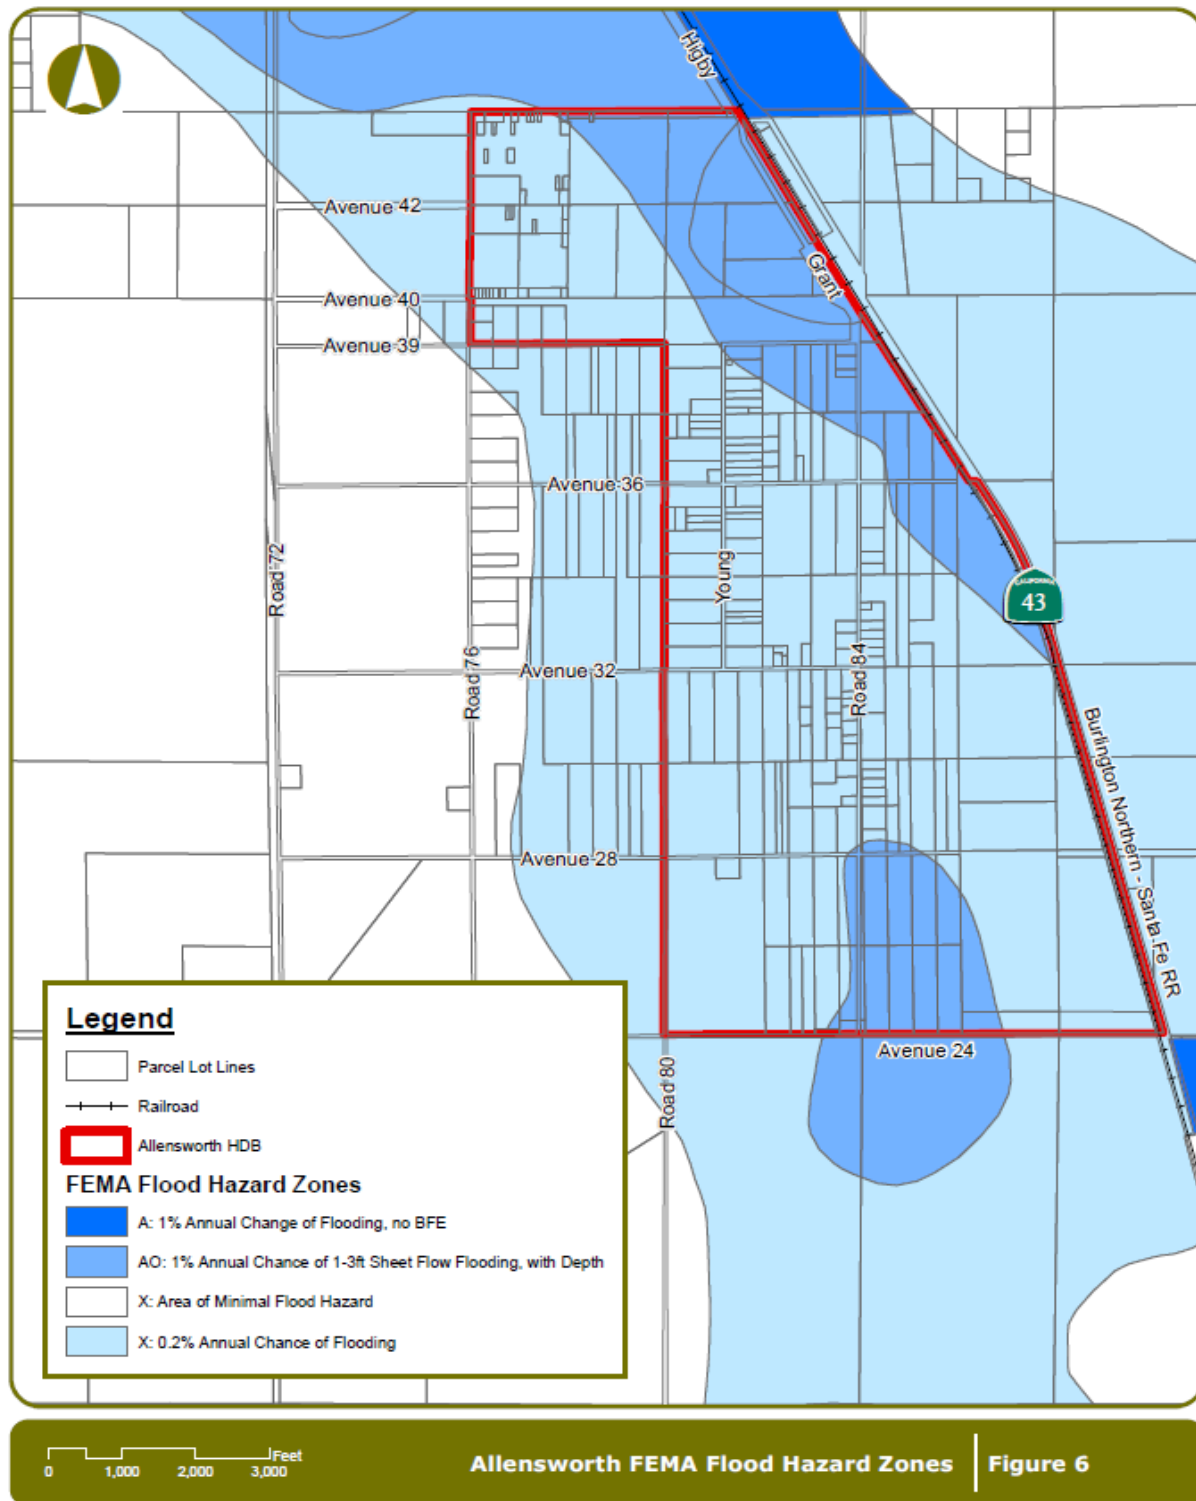 Higby
Avenue 42
Grant
Avenue 40
Avenue 39
Avenue 36
Road 72
Young
CALIFORNIA
43
Road 76
Avenue 32
Road 84
Burlington Northern - Santa Fe RR
Avenue 28
Avenue 24
Road 80
Legend
Parcel Lot Lines
Railroad
Allensworth HDB
FEMA Flood Hazard Zones
A: 1% Annual Change of Flooding, no BFE
AO: 1% Annual Chance of 1-3ft Sheet Flow Flooding, with Depth
X: Area of Minimal Flood Hazard
X: 0.2% Annual Chance of Flooding
Feet
0 1,000 2,000 3,000
Allensworth FEMA Flood Hazard Zones
Figure 6